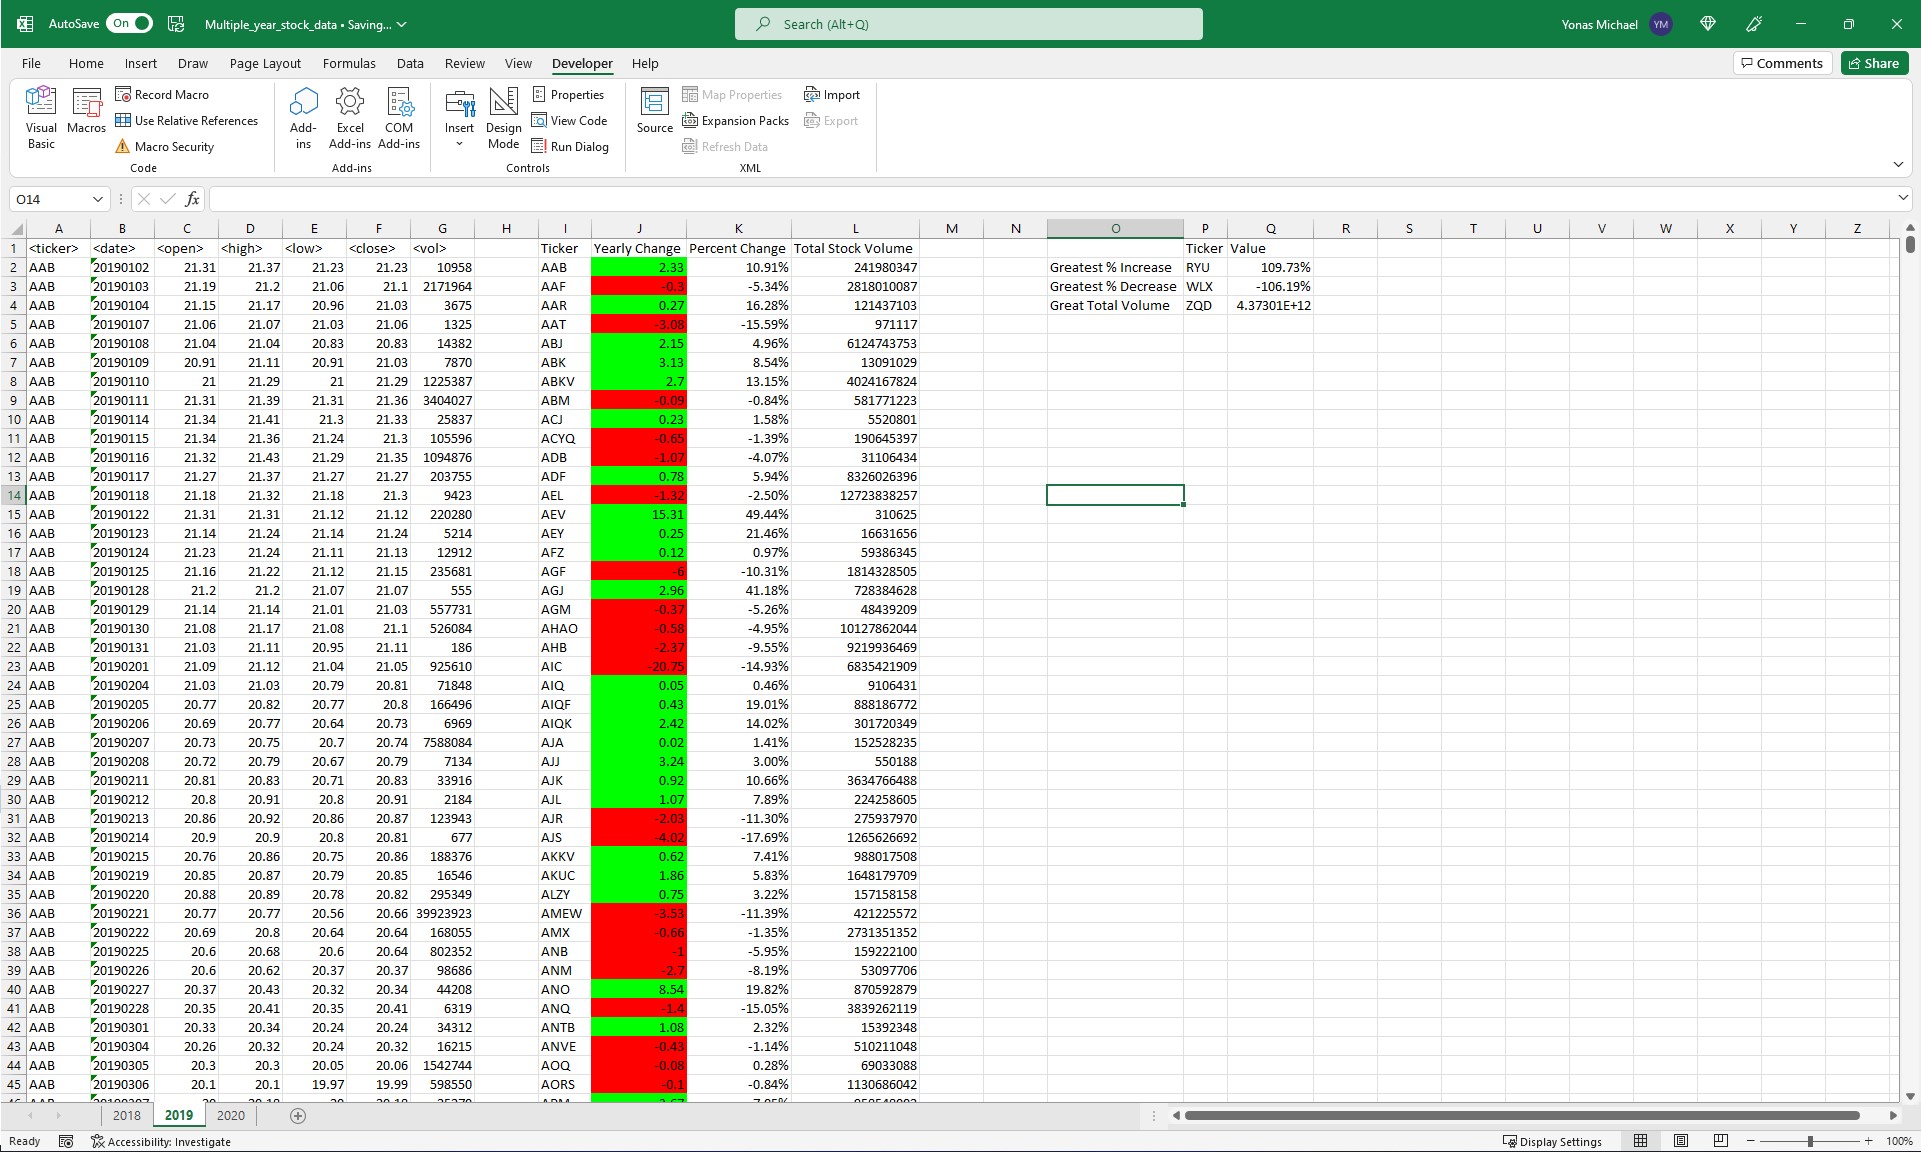 AutoSave On Multiple_year_stock_data • Saving... Search (Alt+Q) Yonas Michael YM
File Home Insert Draw Page Layout Formulas Data Review View Developer Help Comments Share
Visual Basic Macros Record Macro Use Relative References Macro Security Code
Add-ins Excel Add-ins COM Add-ins Add-ins
Insert Design Mode Properties View Code Run Dialog Controls
Source Map Properties Expansion Packs Refresh Data Import Export XML
O14 fx
A B C D E F G H I J K L M N O P Q R S T U V W X Y Z
1 <ticker> <date> <open> <high> <low> <close> <vol> Ticker Yearly Change Percent Change Total Stock Volume Ticker Value
2 AAB 20190102 21.31 21.37 21.23 21.23 10958 AAB 2.33 10.91% 241980347 Greatest % Increase RYU 109.73%
3 AAB 20190103 21.19 21.2 21.06 21.1 2171964 AAF -0.3 -5.34% 2818010087 Greatest % Decrease WLX -106.19%
4 AAB 20190104 21.15 21.17 20.96 21.03 3675 AAR 0.27 16.28% 121437103 Great Total Volume ZQD 4.37301E+12
5 AAB 20190107 21.06 21.07 21.03 21.06 1325 AAT -3.08 -15.59% 971117
6 AAB 20190108 21.04 21.04 20.83 20.83 14382 ABJ 2.15 4.96% 6124743753
7 AAB 20190109 20.91 21.11 20.91 21.03 7870 ABK 3.13 8.54% 13091029
8 AAB 20190110 21 21.29 21 21.29 1225387 ABKV 2.7 13.15% 4024167824
9 AAB 20190111 21.31 21.39 21.31 21.36 3404027 ABM -0.09 -0.84% 581771223
10 AAB 20190114 21.34 21.41 21.3 21.33 25837 ACJ 0.23 1.58% 5520801
11 AAB 20190115 21.34 21.36 21.24 21.3 105596 ACYQ -0.65 -1.39% 190645397
12 AAB 20190116 21.32 21.43 21.29 21.35 1094876 ADB -1.07 -4.07% 31106434
13 AAB 20190117 21.27 21.37 21.27 21.27 203755 ADF 0.78 5.94% 8326026396
14 AAB 20190118 21.18 21.32 21.18 21.3 9423 AEL -1.32 -2.50% 12723838257
15 AAB 20190122 21.31 21.31 21.12 21.12 220280 AEV 15.31 49.44% 310625
16 AAB 20190123 21.14 21.24 21.14 21.24 5214 AEY 0.25 21.46% 16631656
17 AAB 20190124 21.23 21.24 21.11 21.13 12912 AFZ 0.12 0.97% 59386345
18 AAB 20190125 21.16 21.22 21.12 21.15 235681 AGF -6 -10.31% 1814328505
19 AAB 20190128 21.2 21.2 21.07 21.07 555 AGJ 2.96 41.18% 728384628
20 AAB 20190129 21.14 21.14 21.01 21.03 557731 AGM -0.37 -5.26% 48439209
21 AAB 20190130 21.08 21.17 21.08 21.1 526084 AHAO -0.58 -4.95% 10127862044
22 AAB 20190131 21.03 21.11 20.95 21.11 186 AHB -2.37 -9.55% 9219936469
23 AAB 20190201 21.09 21.12 21.04 21.05 925610 AIC -20.75 -14.93% 6835421909
24 AAB 20190204 21.03 21.03 20.79 20.81 71848 AIQ 0.05 0.46% 9106431
25 AAB 20190205 20.77 20.82 20.77 20.8 166496 AIQF 0.43 19.01% 888186772
26 AAB 20190206 20.69 20.77 20.64 20.73 6969 AIQK 2.42 14.02% 301720349
27 AAB 20190207 20.73 20.75 20.7 20.74 7588084 AJA 0.02 1.41% 152528235
28 AAB 20190208 20.72 20.79 20.67 20.79 7134 AJJ 3.24 3.00% 550188
29 AAB 20190211 20.81 20.83 20.71 20.83 33916 AJK 0.92 10.66% 3634766488
30 AAB 20190212 20.8 20.91 20.8 20.91 2184 AJL 1.07 7.89% 224258605
31 AAB 20190213 20.86 20.92 20.86 20.87 123943 AJR -2.03 -11.30% 275937970
32 AAB 20190214 20.9 20.9 20.8 20.81 677 AJS -4.02 -17.69% 1265626692
33 AAB 20190215 20.76 20.86 20.75 20.86 188376 AKKV 0.62 7.41% 988017508
34 AAB 20190219 20.85 20.87 20.79 20.85 16546 AKUC 1.86 5.83% 1648179709
35 AAB 20190220 20.88 20.89 20.78 20.82 295349 ALZY 0.75 3.22% 157158158
36 AAB 20190221 20.77 20.77 20.56 20.66 39923923 AMEW -3.53 -11.39% 421225572
37 AAB 20190222 20.69 20.8 20.64 20.64 168055 AMX -0.66 -1.35% 2731351352
38 AAB 20190225 20.6 20.68 20.6 20.64 802352 ANB -1 -5.95% 159222100
39 AAB 20190226 20.6 20.62 20.37 20.37 98686 ANM -2.7 -8.19% 53097706
40 AAB 20190227 20.37 20.43 20.32 20.34 44208 ANO 8.54 19.82% 870592879
41 AAB 20190228 20.35 20.41 20.35 20.41 6319 ANQ -1.4 -15.05% 3839262119
42 AAB 20190301 20.33 20.34 20.24 20.24 34312 ANTB 1.08 2.32% 15392348
43 AAB 20190304 20.26 20.32 20.24 20.32 16215 ANVE -0.43 -1.14% 510211048
44 AAB 20190305 20.3 20.3 20.05 20.06 1542744 AOQ -0.08 0.28% 69033088
45 AAB 20190306 20.1 20.1 19.97 19.99 598550 AORS -0.1 -0.84% 1130686042
2018 2019 2020
Ready Accessibility: Investigate Display Settings 100%